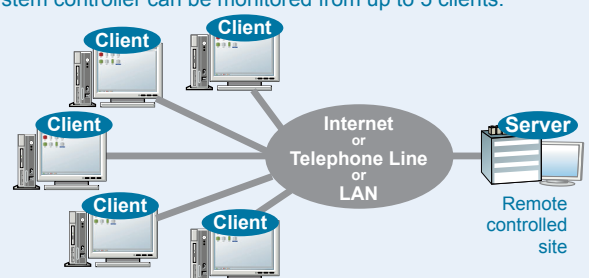 stem controller can be monitored from up to 5 clients.
Client
Client
Client
Client
Client
Internet
or
Telephone Line
or
LAN
Server
Remote
controlled
site